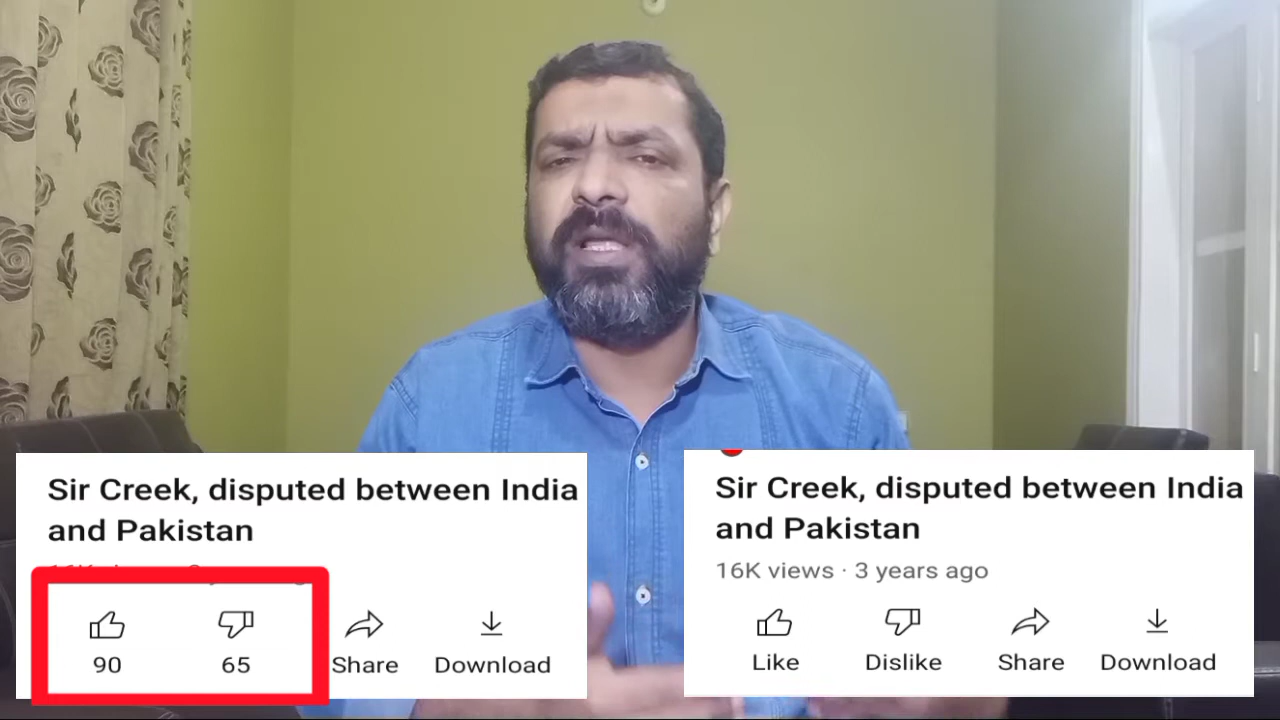 Sir Creek, disputed between India
and Pakistan
90 65 Share Download
Sir Creek, disputed between India
and Pakistan
16K views · 3 years ago
Like Dislike Share Download